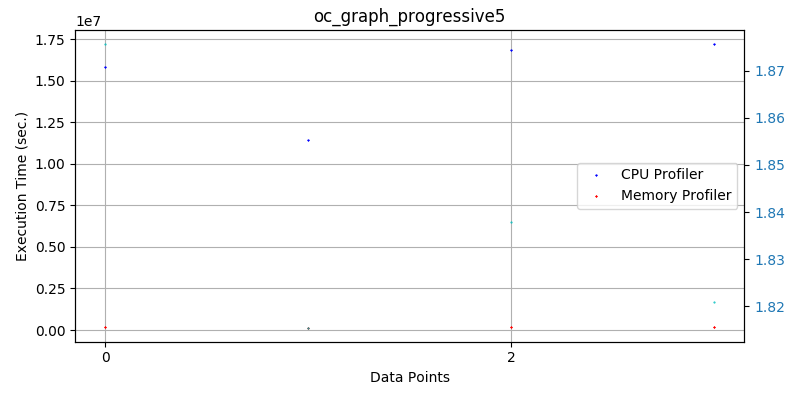 oc_graph_progressive5
1e7
1.75
1.50
1.25
1.00
0.75
0.50
0.25
0.00
Execution Time (sec.)
1.87
1.86
1.85
1.84
1.83
1.82
CPU Profiler
Memory Profiler
0
2
Data Points